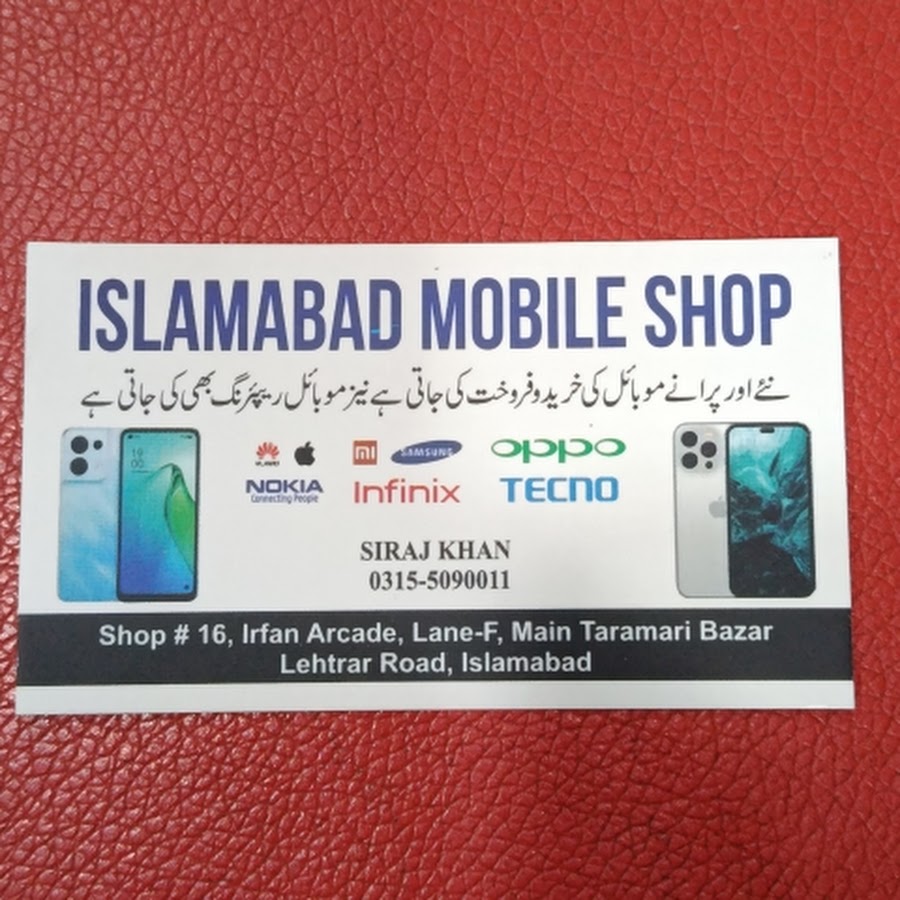 ISLAMABAD MOBILE SHOP
نئے اور پرانے موبائل کی خرید و فروخت کی جاتی ہے نیز موبائل ریپئرنگ بھی کی جاتی ہے
HUAWEI mi SAMSUNG oppo
NOKIA Infinix TECNO
Connecting People
19
00
SIRAJ KHAN
0315-5090011
Shop # 16, Irfan Arcade, Lane-F, Main Taramari Bazar
Lehtrar Road, Islamabad